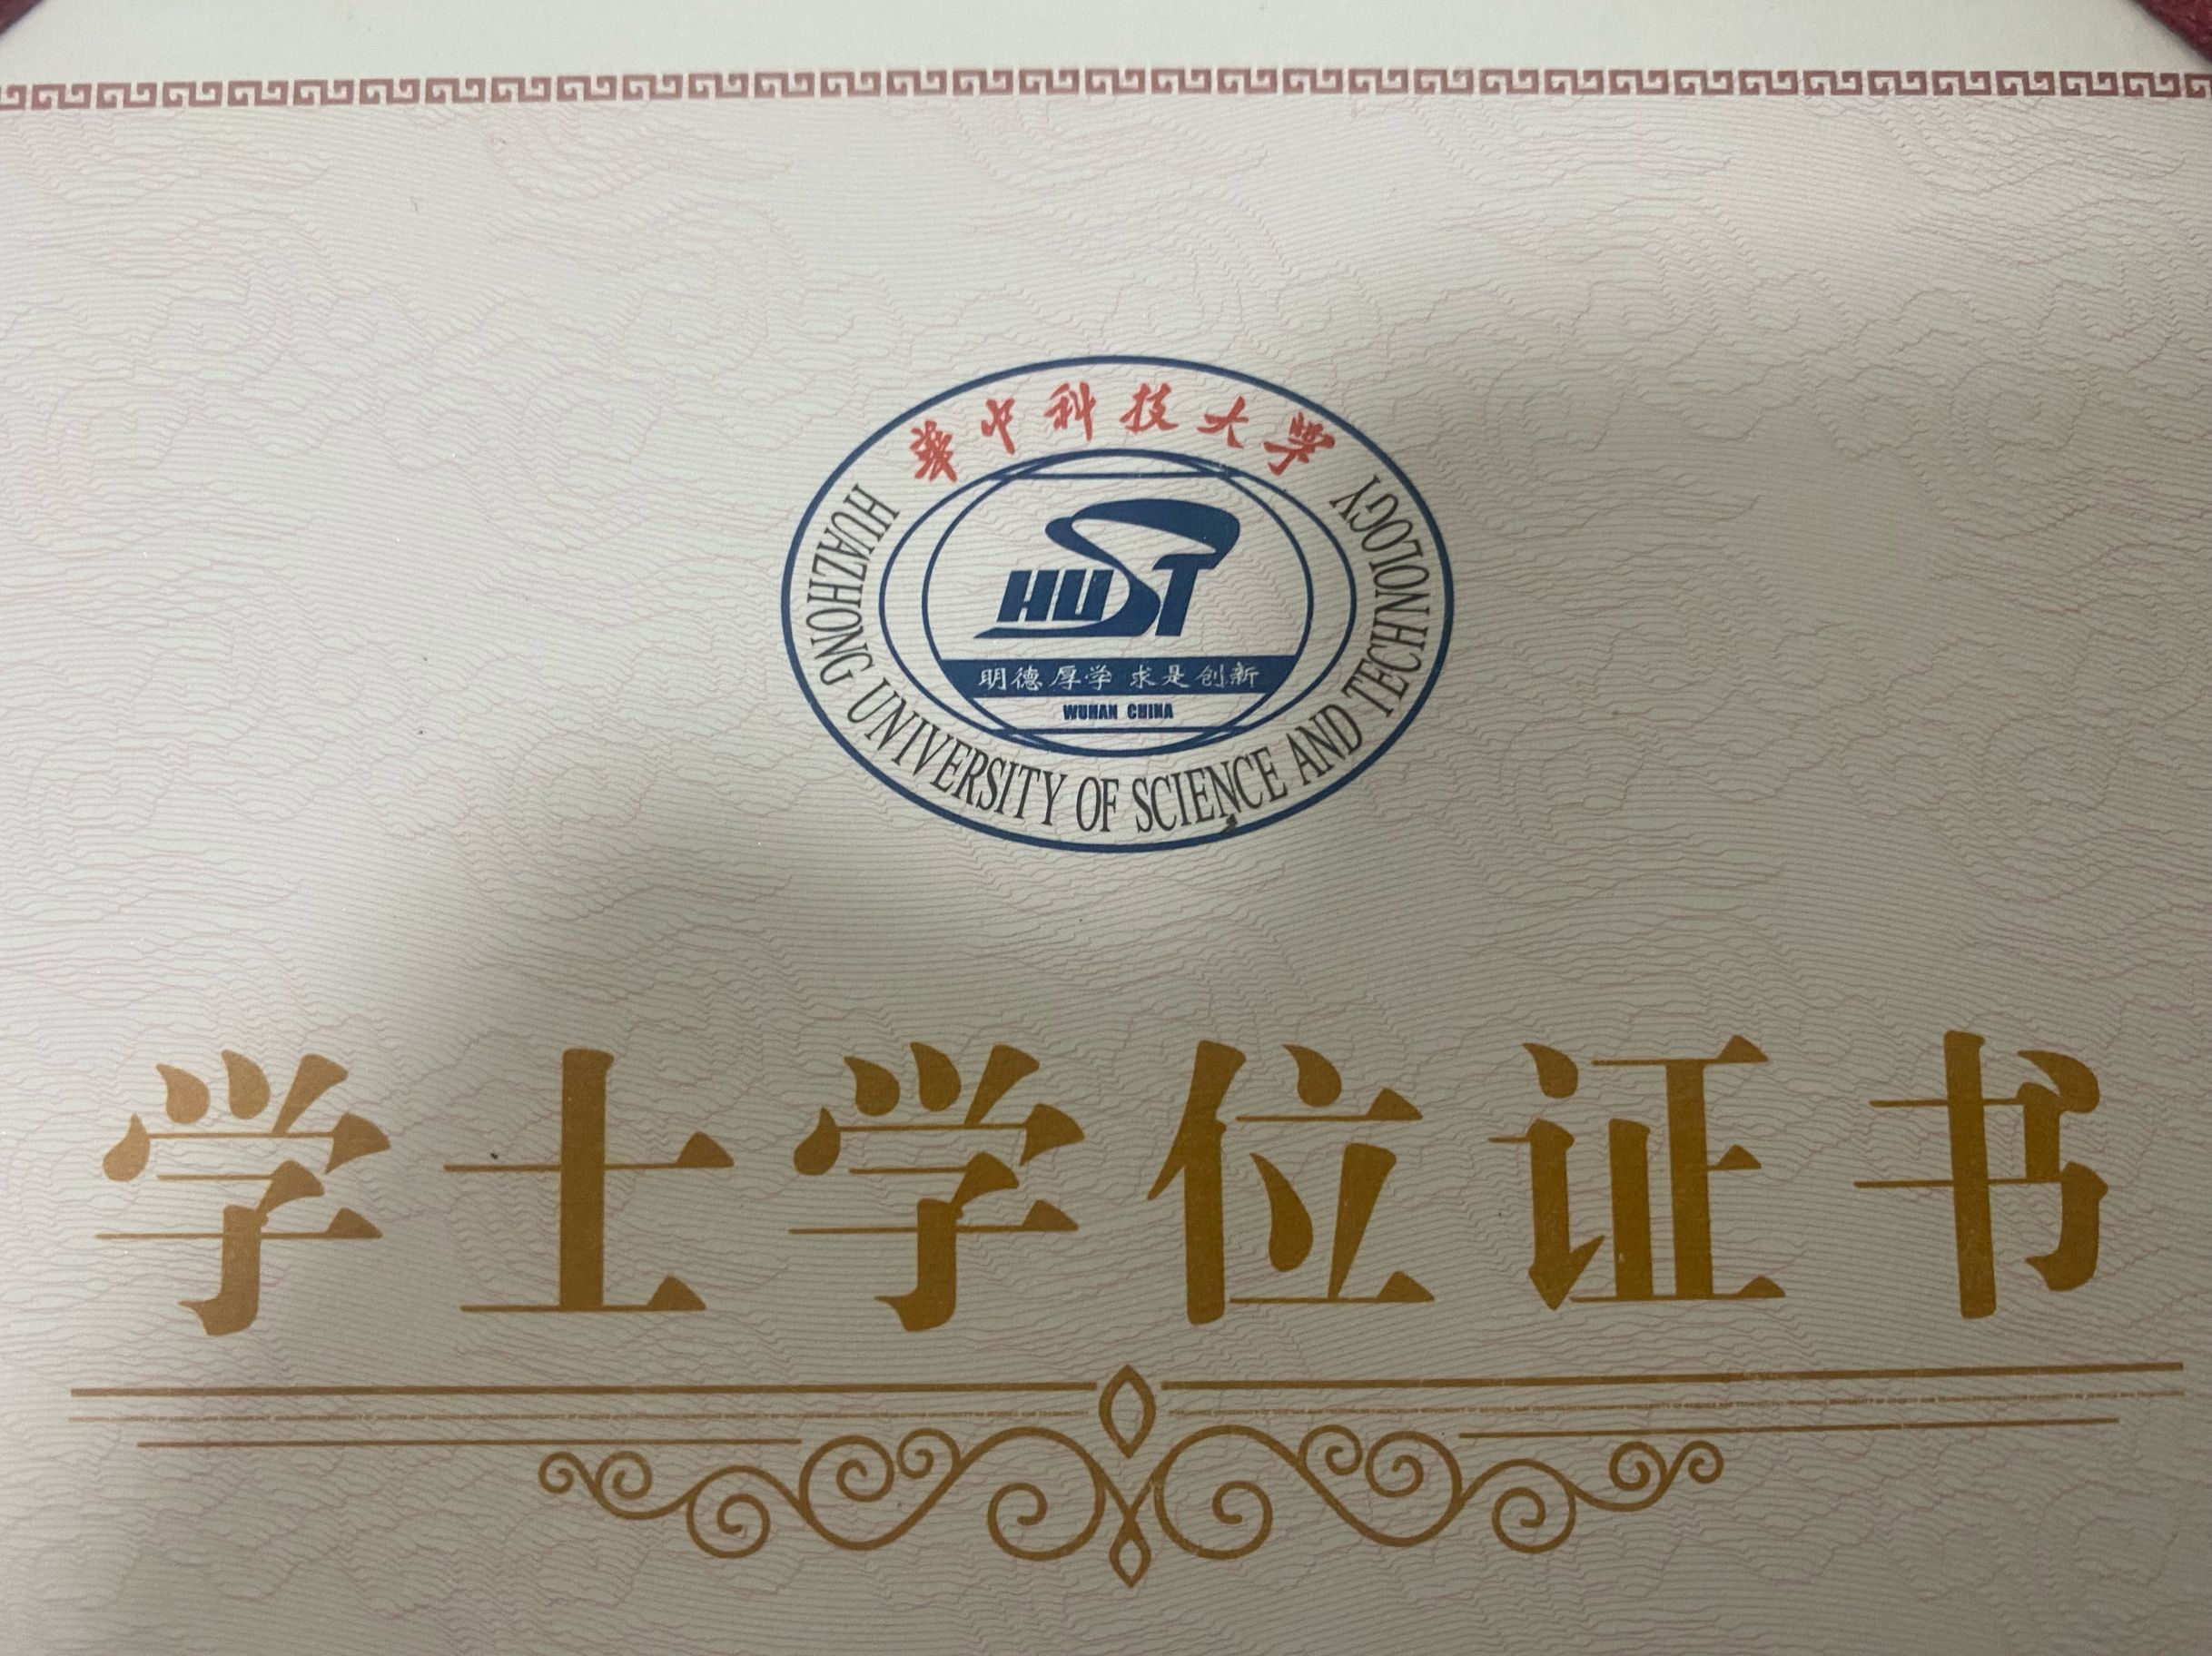 華中科技大學
HUAZHONG UNIVERSITY OF SCIENCE AND TECHNOLOGY
HUST
明德厚学 求是创新
WUHAN CHINA
学士学位证书